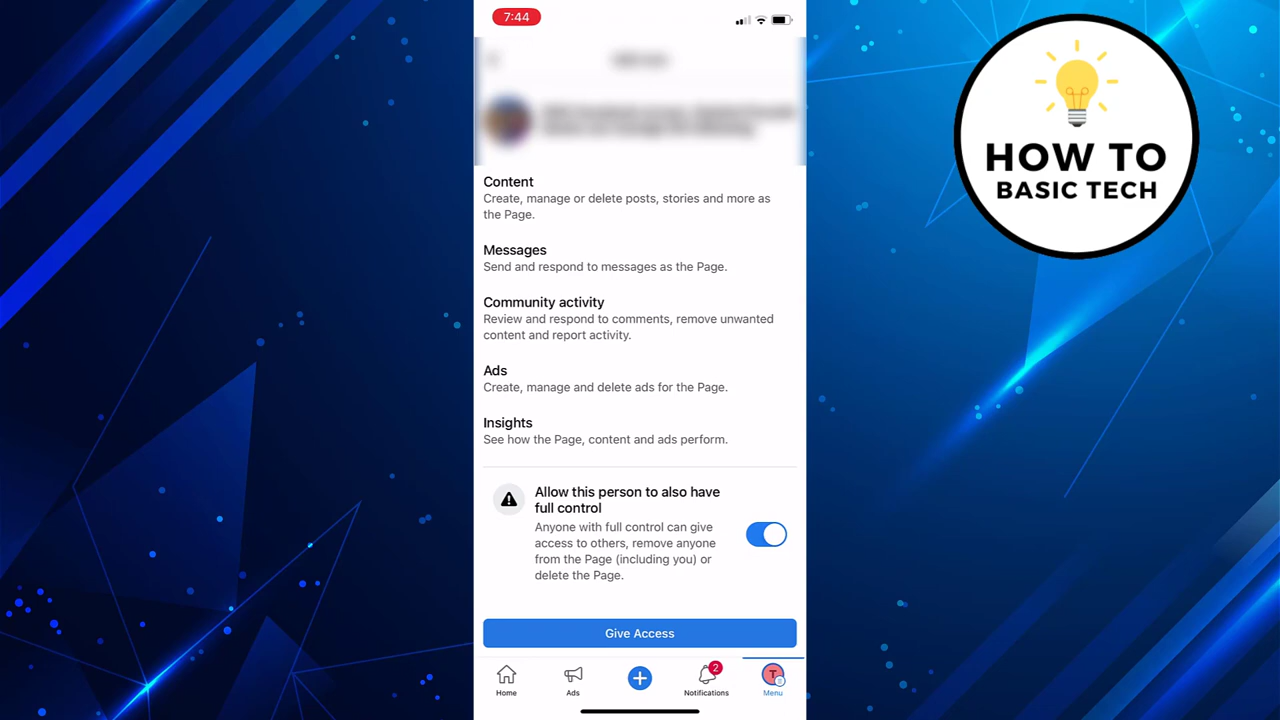 7:44
HOW TO
BASIC TECH
Content
Create, manage or delete posts, stories and more as
the Page.
Messages
Send and respond to messages as the Page.
Community activity
Review and respond to comments, remove unwanted
content and report activity.
Ads
Create, manage and delete ads for the Page.
Insights
See how the Page, content and ads perform.
Allow this person to also have
full control
Anyone with full control can give
access to others, remove anyone
from the Page (including you) or
delete the Page.
Give Access
2
T
Home
Ads
Notifications
Menu